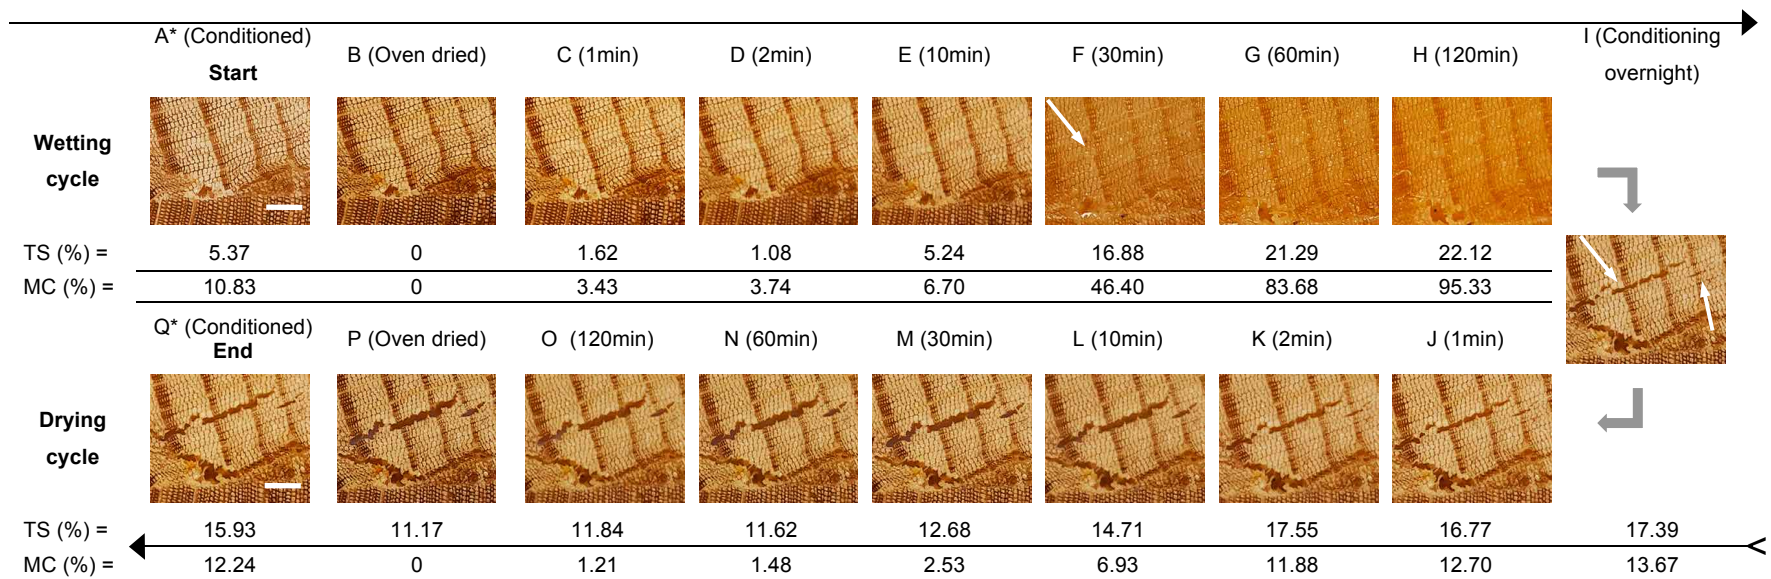 A* (Conditioned)
Start
B (Oven dried)
C (1min)
D (2min)
E (10min)
F (30min)
G (60min)
H (120min)
I (Conditioning
overnight)
Wetting
cycle
TS (%) = 5.37 0 1.62 1.08 5.24 16.88 21.29 22.12
MC (%) = 10.83 0 3.43 3.74 6.70 46.40 83.68 95.33
Q* (Conditioned)
End
P (Oven dried)
O (120min)
N (60min)
M (30min)
L (10min)
K (2min)
J (1min)
Drying
cycle
TS (%) = 15.93 11.17 11.84 11.62 12.68 14.71 17.55 16.77 17.39
MC (%) = 12.24 0 1.21 1.48 2.53 6.93 11.88 12.70 13.67